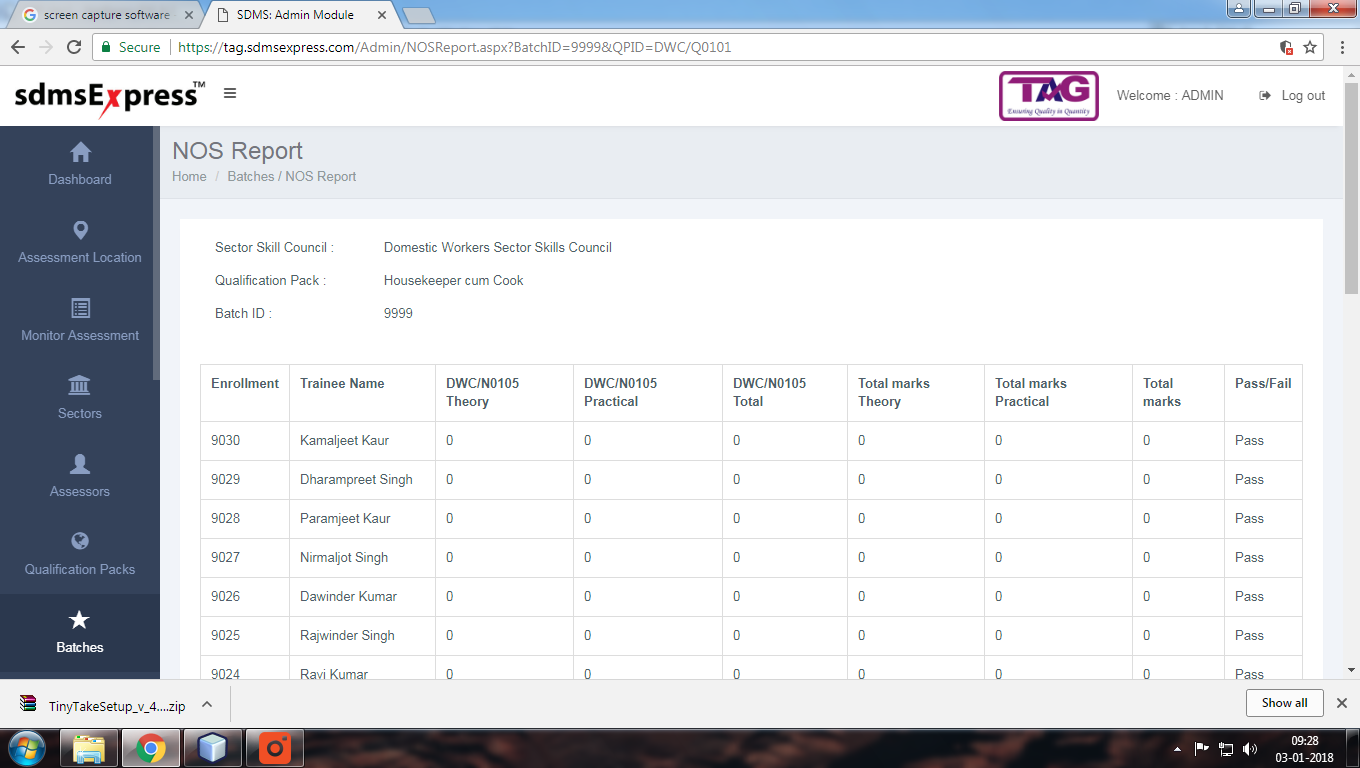 screen capture software
SDMS: Admin Module
Secure
https://tag.sdmsexpress.com/Admin/NOSReport.aspx?BatchID=9999&QPID=DWC/Q0101
sdmsExpress™
TAG
Ensuring Quality in Quantity
Welcome : ADMIN
Log out
Dashboard
Assessment Location
Monitor Assessment
Sectors
Assessors
Qualification Packs
Batches
NOS Report
Home / Batches / NOS Report
Sector Skill Council : Domestic Workers Sector Skills Council
Qualification Pack : Housekeeper cum Cook
Batch ID : 9999
Enrollment Trainee Name DWC/N0105 Theory DWC/N0105 Practical DWC/N0105 Total Total marks Theory Total marks Practical Total marks Pass/Fail
9030 Kamaljeet Kaur 0 0 0 0 0 0 Pass
9029 Dharampreet Singh 0 0 0 0 0 0 Pass
9028 Paramjeet Kaur 0 0 0 0 0 0 Pass
9027 Nirmaljot Singh 0 0 0 0 0 0 Pass
9026 Dawinder Kumar 0 0 0 0 0 0 Pass
9025 Rajwinder Singh 0 0 0 0 0 0 Pass
9024 Ravi Kumar 0 0 0 0 0 0 Pass
TinyTakeSetup_v_4....zip
Show all
09:28
03-01-2018